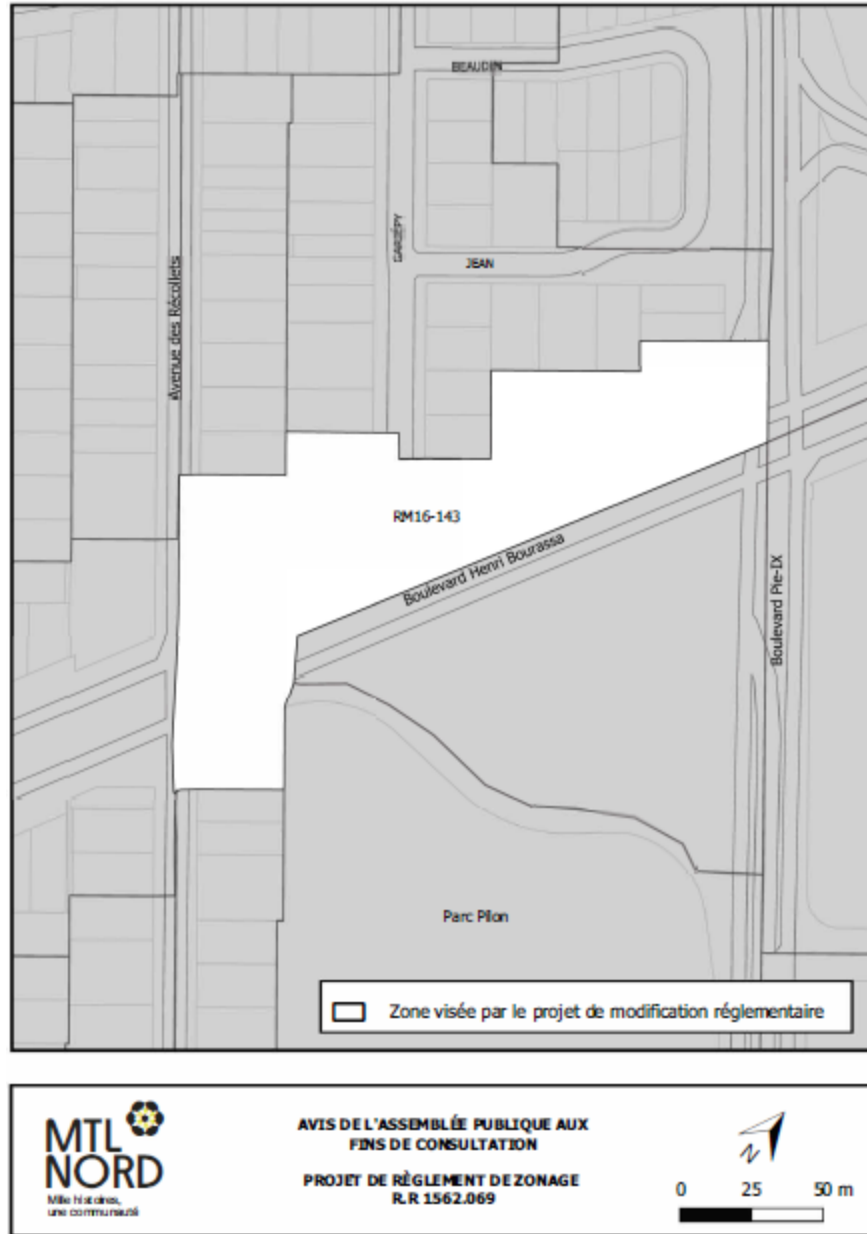 BEAUDIN
GARIÉPY
JEAN
Avenue des Récollets
RM16-143
Boulevard Henri Bourassa
Boulevard Pie-IX
Parc Pilon
Zone visée par le projet de modification réglementaire
MTL
NORD
Mille histoires,
une communauté
AVIS DE L'ASSEMBLÉE PUBLIQUE AUX
FINS DE CONSULTATION
PROJET DE RÈGLEMENT DE ZONAGE
R.R 1562.069
N
0 25 50 m